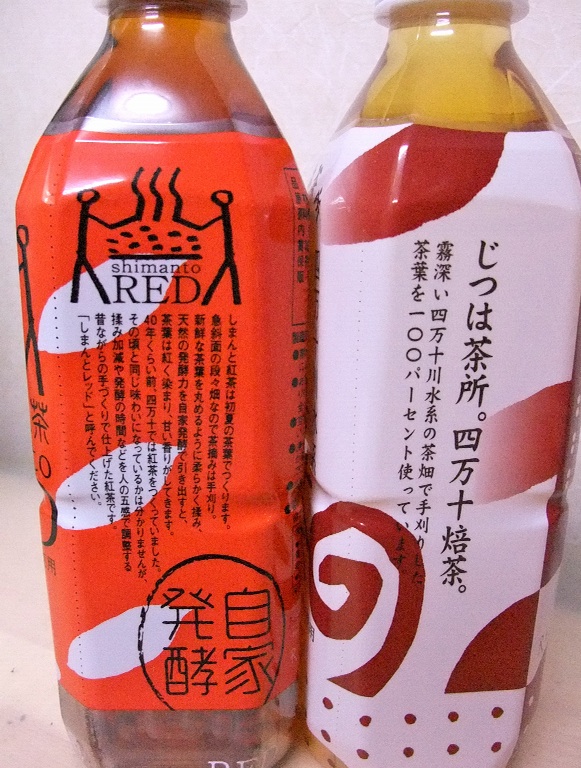 shimanto
RED
しまんと紅茶は初夏の茶葉でつくります。
急斜面の段々畑なので茶摘みは手刈り。
新鮮な茶葉を丸めるように柔らかく揉み、
天然の発酵力を自家発酵で引き出すと、
茶葉は紅く染まり、甘い香りがしてきます。
40年くらい前、四万十では紅茶をつくっていました。
その頃と同じ味わいになっているかは分かりませんが、
揉み加減や発酵の時間などを人の五感で調整する
昔ながらの手づくりで仕上げた紅茶です。
「しまんとレッド」と呼んでください。
自家
発酵
茶
RED
じつは茶所。四万十焙茶。
霧深い四万十川水系の茶畑で手刈りした
茶葉を一〇〇パーセント使っています